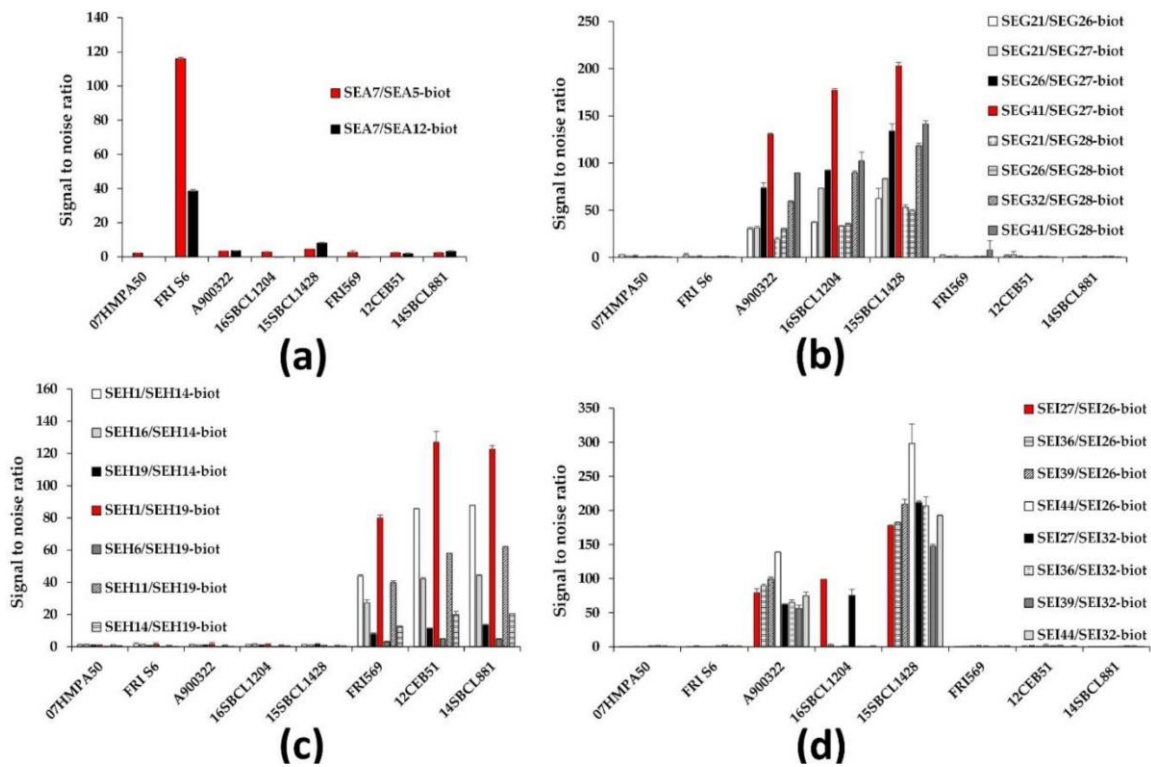 140
120
100
80
60
40
20
0
Signal to noise ratio
SEA7/SEA5-biot
SEA7/SEA12-biot
07HMPA50
FRI S6
A900322
16SBCL1204
15SBCL1428
FRI569
12CEB51
14SBCL881
(a)
250
200
150
100
50
0
Signal to noise ratio
SEG21/SEG26-biot
SEG21/SEG27-biot
SEG26/SEG27-biot
SEG41/SEG27-biot
SEG21/SEG28-biot
SEG26/SEG28-biot
SEG32/SEG28-biot
SEG41/SEG28-biot
07HMPA50
FRI S6
A900322
16SBCL1204
15SBCL1428
FRI569
12CEB51
14SBCL881
(b)
160
140
120
100
80
60
40
20
0
Signal to noise ratio
SEH1/SEH14-biot
SEH16/SEH14-biot
SEH19/SEH14-biot
SEH1/SEH19-biot
SEH6/SEH19-biot
SEH11/SEH19-biot
SEH14/SEH19-biot
07HMPA50
FRI S6
A900322
16SBCL1204
15SBCL1428
FRI569
12CEB51
14SBCL881
(c)
350
300
250
200
150
100
50
0
Signal to noise ratio
SEI27/SEI26-biot
SEI36/SEI26-biot
SEI39/SEI26-biot
SEI44/SEI26-biot
SEI27/SEI32-biot
SEI36/SEI32-biot
SEI39/SEI32-biot
SEI44/SEI32-biot
07HMPA50
FRI S6
A900322
16SBCL1204
15SBCL1428
FRI569
12CEB51
14SBCL881
(d)